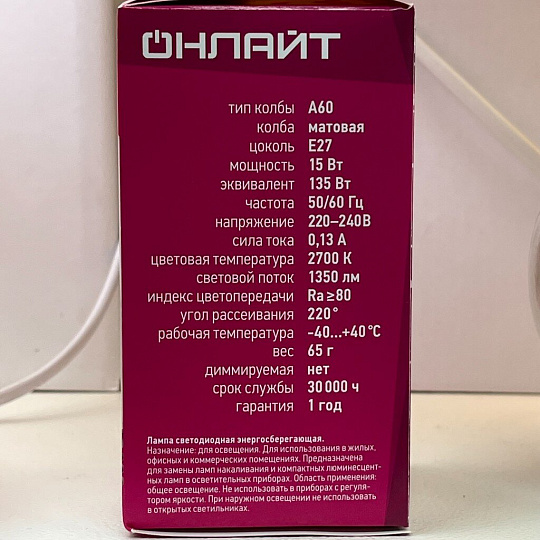 ОНЛАЙТ
тип колбы А60
колба матовая
цоколь Е27
мощность 15 Вт
эквивалент 135 Вт
частота 50/60 Гц
напряжение 220–240В
сила тока 0,13 А
цветовая температура 2700 К
световой поток 1350 лм
индекс цветопередачи Ra≥80
угол рассеивания 220°
рабочая температура -40...+40°С
вес 65 г
диммируемая нет
срок службы 30000 ч
гарантия 1 год
Лампа светодиодная энергосберегающая.
Назначение: для освещения. Для использования в жилых,
офисных и коммерческих помещениях. Предназначена
для замены ламп накаливания и компактных люминесцент-
ных ламп в осветительных приборах. Область применения:
общее освещение. Не использовать в приборах с регуля-
тором яркости. При наружном освещении не использовать
в открытых светильниках.